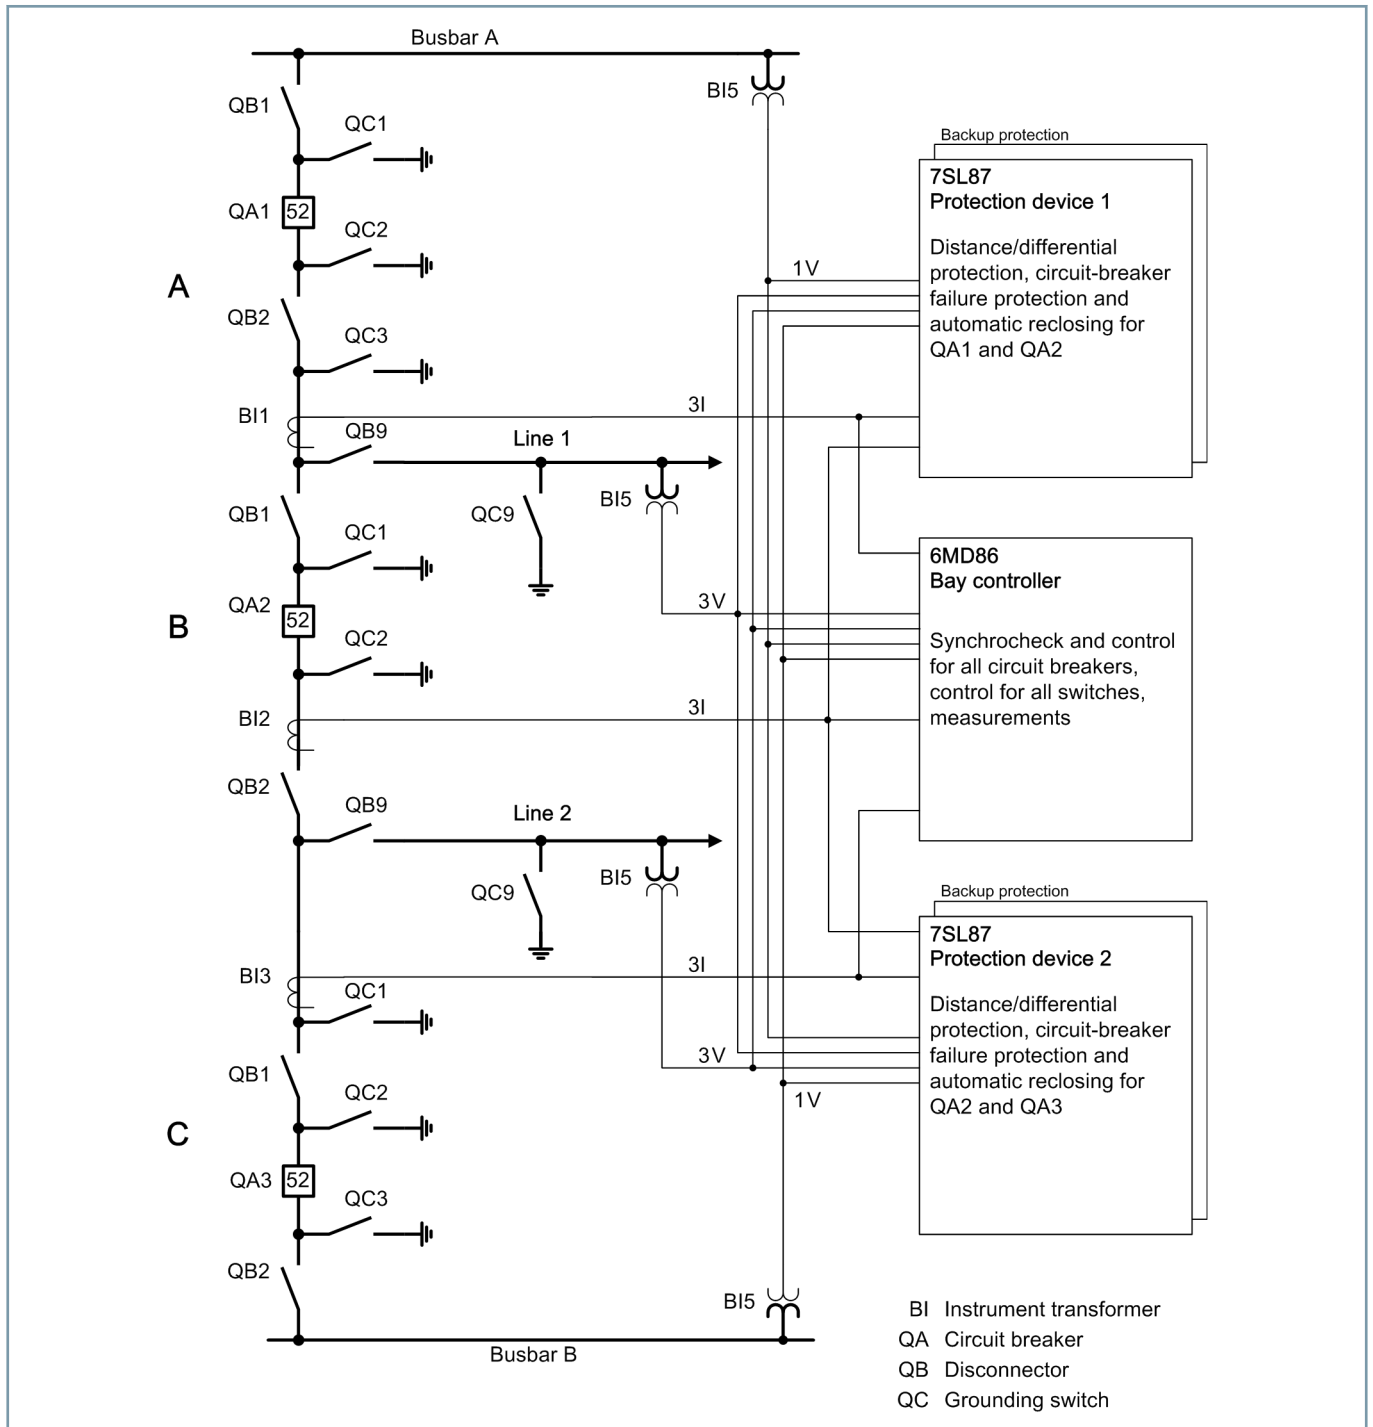 Busbar A
BI5
QB1
QC1
Backup protection
7SL87
Protection device 1
QA1
52
QC2
Distance/differential
protection, circuit-breaker
failure protection and
automatic reclosing for
QA1 and QA2
1V
A
QB2
QC3
BI1
3I
QB9
Line 1
BI5
QC9
QB1
QC1
6MD86
Bay controller
QA2
52
3V
B
QC2
Synchrocheck and control
for all circuit breakers,
control for all switches,
measurements
BI2
3I
QB2
QB9
Line 2
BI5
QC9
Backup protection
7SL87
Protection device 2
BI3
3I
QC1
Distance/differential
protection, circuit-breaker
failure protection and
automatic reclosing for
QA2 and QA3
3V
QB1
QC2
1V
C
QA3
52
QC3
QB2
BI5
Busbar B
BI Instrument transformer
QA Circuit breaker
QB Disconnector
QC Grounding switch